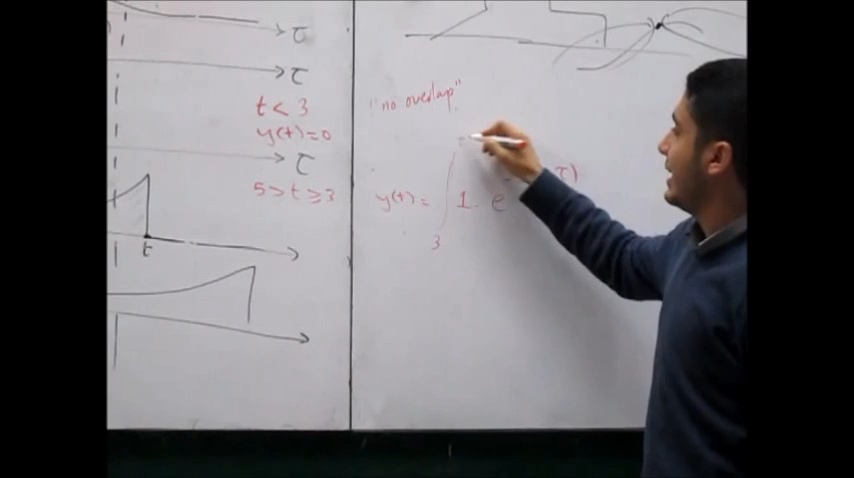 τ
τ
t < 3
y(t)=0
"no overlap"
τ
5 > t ≥ 3
y(t) = ∫ 1. e τ)
3
t